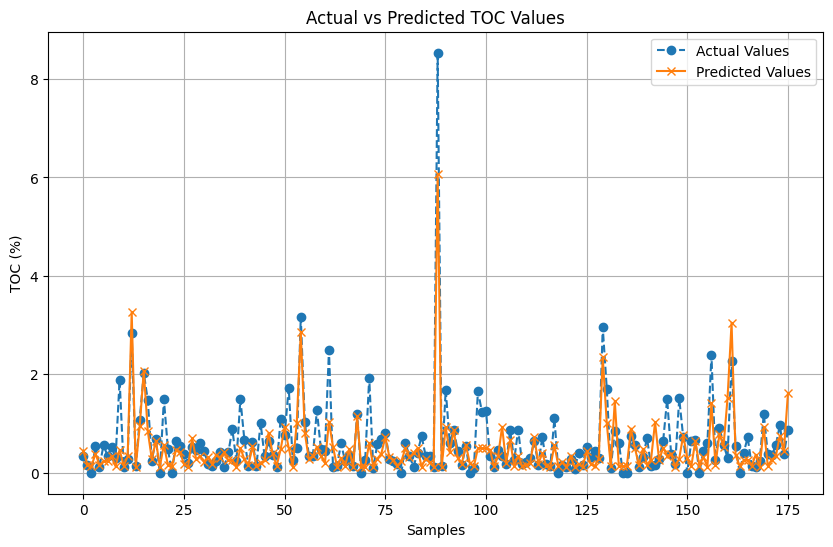 Actual vs Predicted TOC Values
Actual Values
Predicted Values
TOC (%)
8
6
4
2
0
0 25 50 75 100 125 150 175
Samples